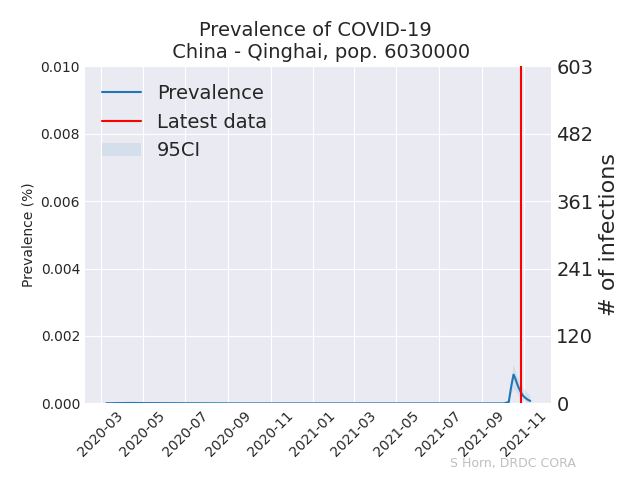 Prevalence of COVID-19
China - Qinghai, pop. 6030000
Prevalence
Latest data
95CI
Prevalence (%)
0.010
0.008
0.006
0.004
0.002
0.000
603
482
361
241
120
0
# of infections
2020-03
2020-05
2020-07
2020-09
2020-11
2021-01
2021-03
2021-05
2021-07
2021-09
2021-11
S Horn, DRDC CORA